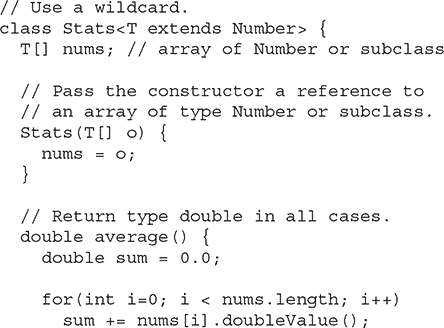 // Use a wildcard.
class Stats<T extends Number> {
  T[] nums; // array of Number or subclass

  // Pass the constructor a reference to
  // an array of type Number or subclass.
  Stats(T[] o) {
    nums = o;
  }

  // Return type double in all cases.
  double average() {
    double sum = 0.0;

    for(int i=0; i < nums.length; i++)
      sum += nums[i].doubleValue();